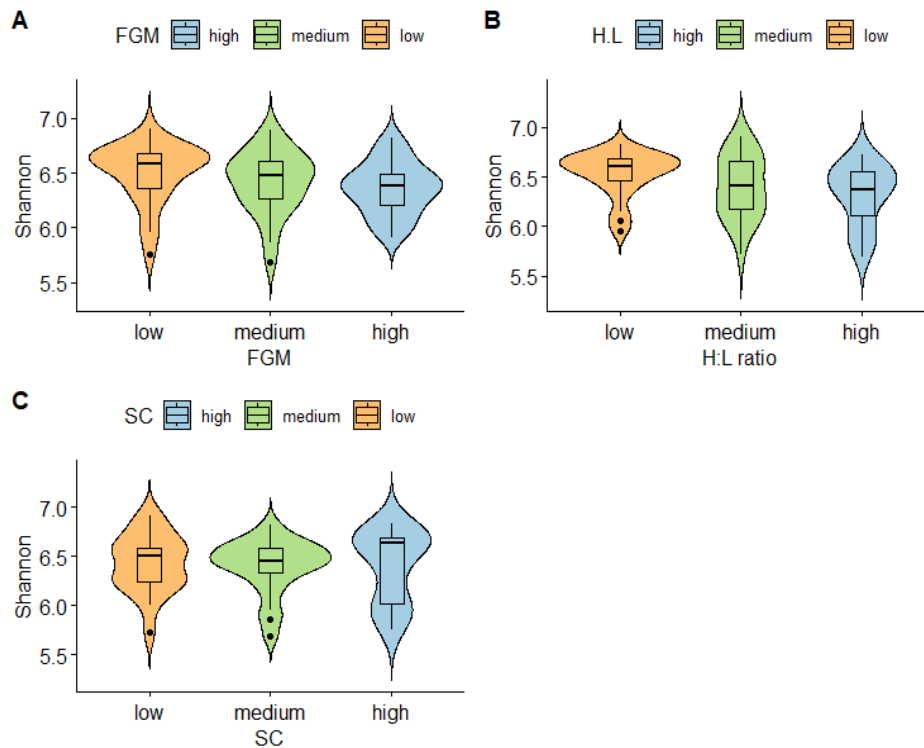 A
FGM high medium low
Shannon
7.0
6.5
6.0
5.5
low medium high
FGM
B
H.L high medium low
Shannon
7.0
6.5
6.0
5.5
low medium high
H:L ratio
C
SC high medium low
Shannon
7.0
6.5
6.0
5.5
low medium high
SC